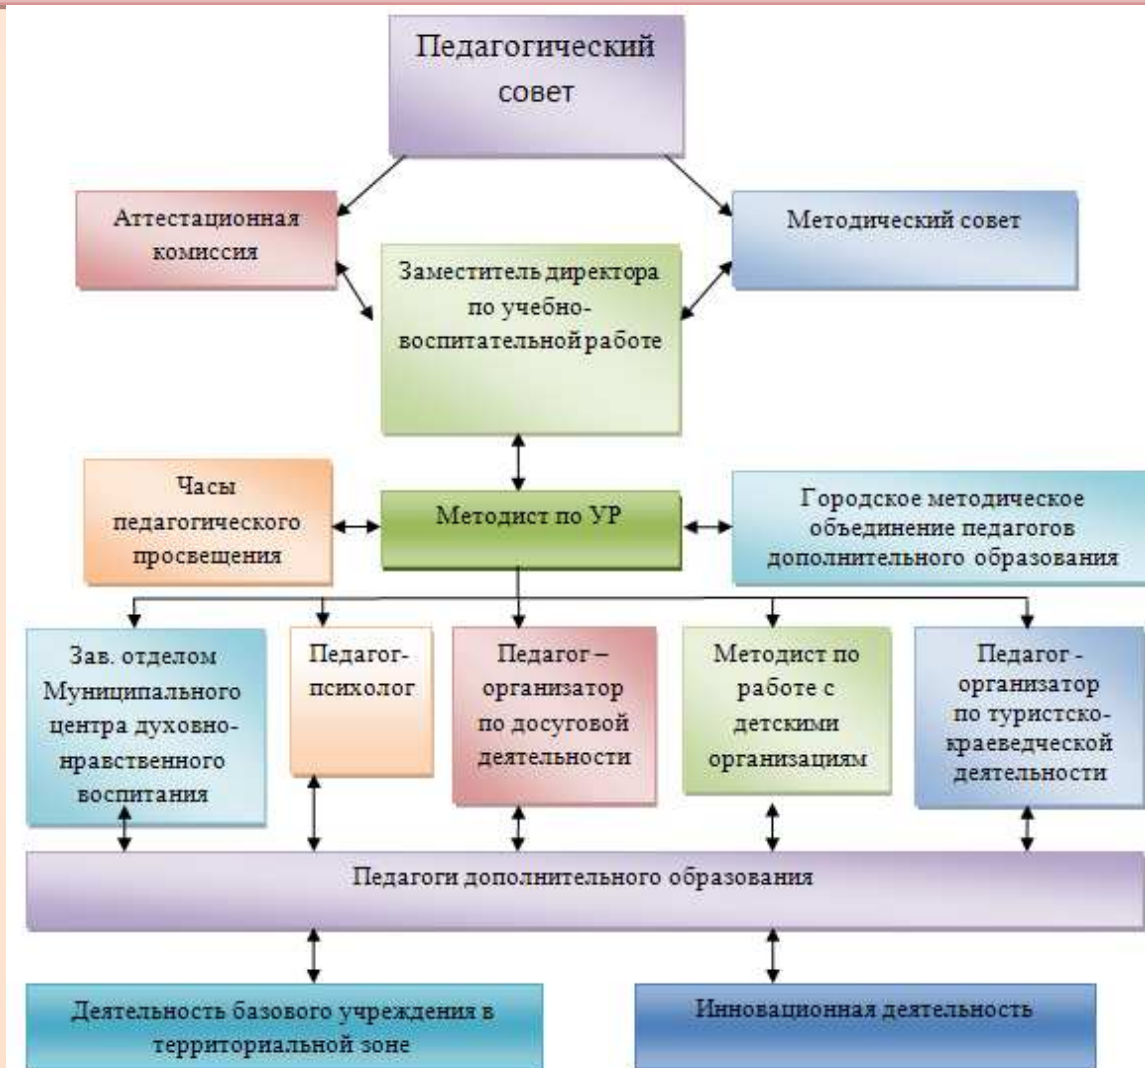 Педагогический
совет
Аттестационная
комиссия
Методический совет
Заместитель директора
по учебно-
воспитательной работе
Часы
педагогического
просвещения
Методист по УР
Городское методическое
объединение педагогов
дополнительного образования
Зав. отделом
Муниципального
центра духовно-
нравственного
воспитания
Педагог-
психолог
Педагог –
организатор
по досуговой
деятельности
Методист по
работе с
детскими
организациям
Педагог -
организатор
по туристско-
краеведческой
деятельности
Педагоги дополнительного образования
Деятельность базового учреждения в
территориальной зоне
Инновационная деятельность